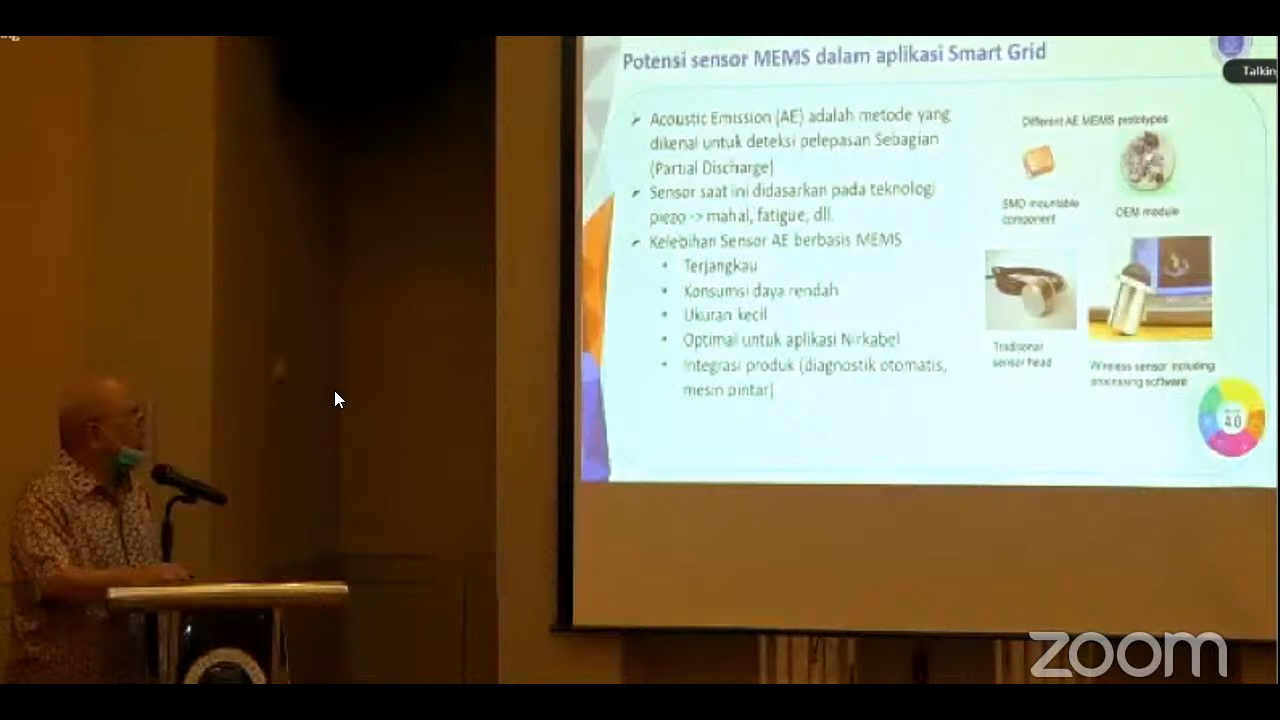 Potensi sensor MEMS dalam aplikasi Smart Grid
Talkin
➢ Acoustic Emission (AE) adalah metode yang
dikenal untuk deteksi pelepasan Sebagian
(Partial Discharge)
➢ Sensor saat ini didasarkan pada teknologi
piezo -> mahal, fatigue, dll.
➢ Kelebihan Sensor AE berbasis MEMS
• Terjangkau
• Konsumsi daya rendah
• Ukuran kecil
• Optimal untuk aplikasi Nirkabel
• Integrasi produk (diagnostik otomatis,
mesin pintar)
Different AE MEMS prototypes
SMD mountable
component
OEM module
Traditional
sensor head
Wireless sensor including
processing software
4.0
zoom